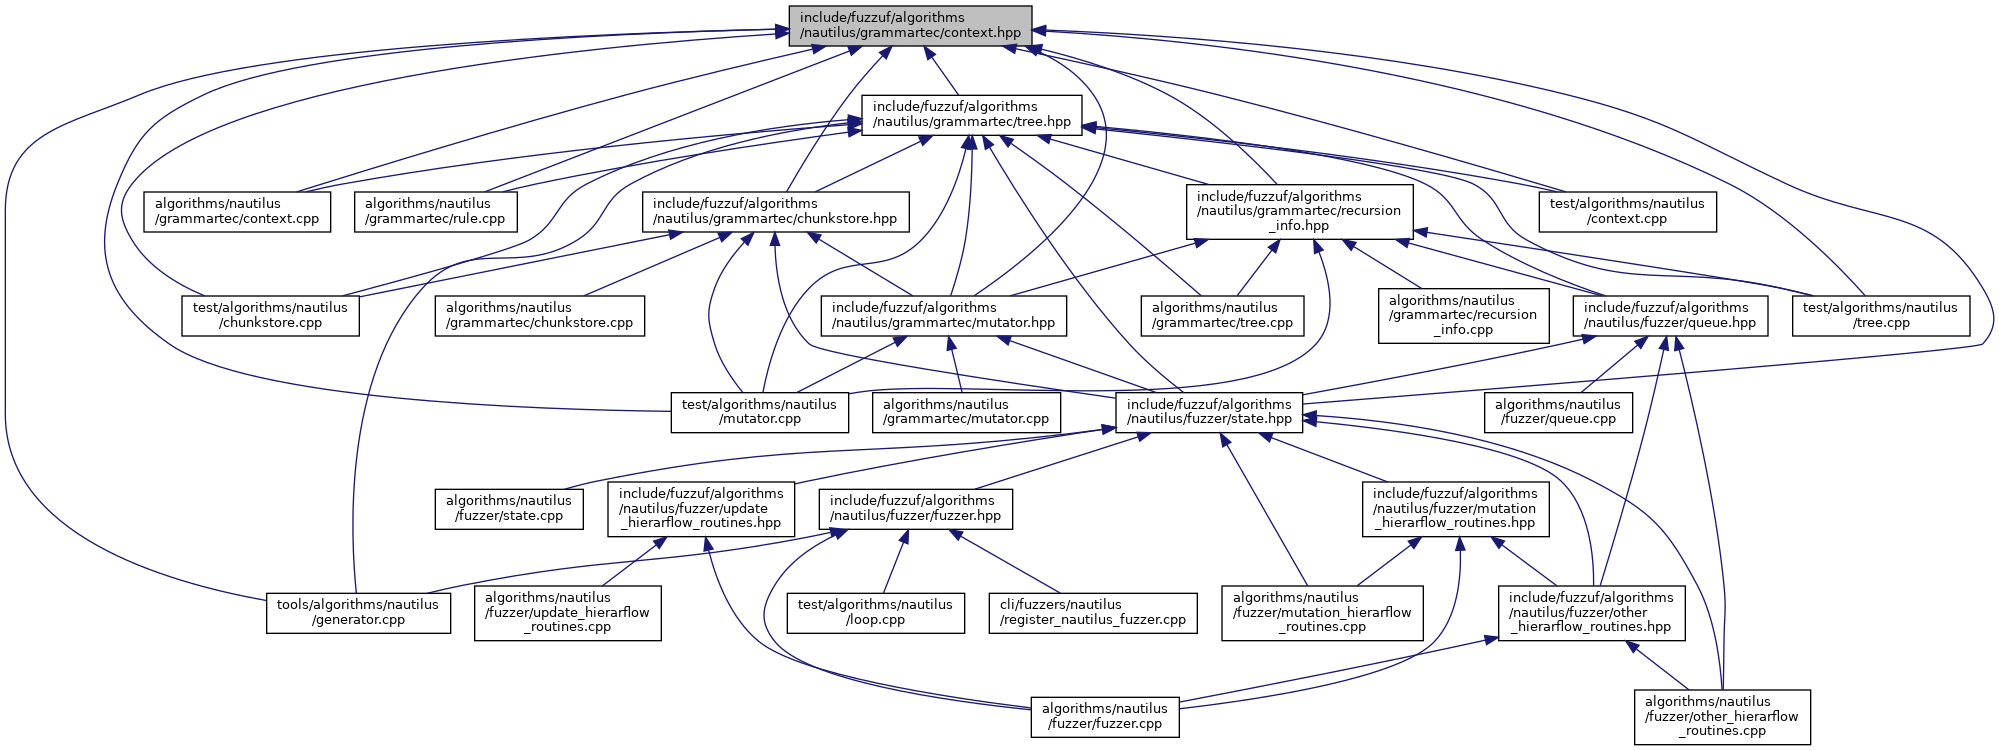 include/fuzzuf/algorithms
/nautilus/grammartec/context.hpp
include/fuzzuf/algorithms
/nautilus/grammartec/tree.hpp
algorithms/nautilus
/grammartec/context.cpp
algorithms/nautilus
/grammartec/rule.cpp
include/fuzzuf/algorithms
/nautilus/grammartec/chunkstore.hpp
include/fuzzuf/algorithms
/nautilus/grammartec/recursion
_info.hpp
test/algorithms/nautilus
/context.cpp
test/algorithms/nautilus
/chunkstore.cpp
algorithms/nautilus
/grammartec/chunkstore.cpp
include/fuzzuf/algorithms
/nautilus/grammartec/mutator.hpp
algorithms/nautilus
/grammartec/tree.cpp
algorithms/nautilus
/grammartec/recursion
_info.cpp
include/fuzzuf/algorithms
/nautilus/fuzzer/queue.hpp
test/algorithms/nautilus
/tree.cpp
test/algorithms/nautilus
/mutator.cpp
algorithms/nautilus
/grammartec/mutator.cpp
include/fuzzuf/algorithms
/nautilus/fuzzer/state.hpp
algorithms/nautilus
/fuzzer/queue.cpp
algorithms/nautilus
/fuzzer/state.cpp
include/fuzzuf/algorithms
/nautilus/fuzzer/update
_hierarflow_routines.hpp
include/fuzzuf/algorithms
/nautilus/fuzzer/fuzzer.hpp
include/fuzzuf/algorithms
/nautilus/fuzzer/mutation
_hierarflow_routines.hpp
tools/algorithms/nautilus
/generator.cpp
algorithms/nautilus
/fuzzer/update_hierarflow
_routines.cpp
test/algorithms/nautilus
/loop.cpp
cli/fuzzers/nautilus
/register_nautilus_fuzzer.cpp
algorithms/nautilus
/fuzzer/mutation_hierarflow
_routines.cpp
include/fuzzuf/algorithms
/nautilus/fuzzer/other
_hierarflow_routines.hpp
algorithms/nautilus
/fuzzer/fuzzer.cpp
algorithms/nautilus
/fuzzer/other_hierarflow
_routines.cpp